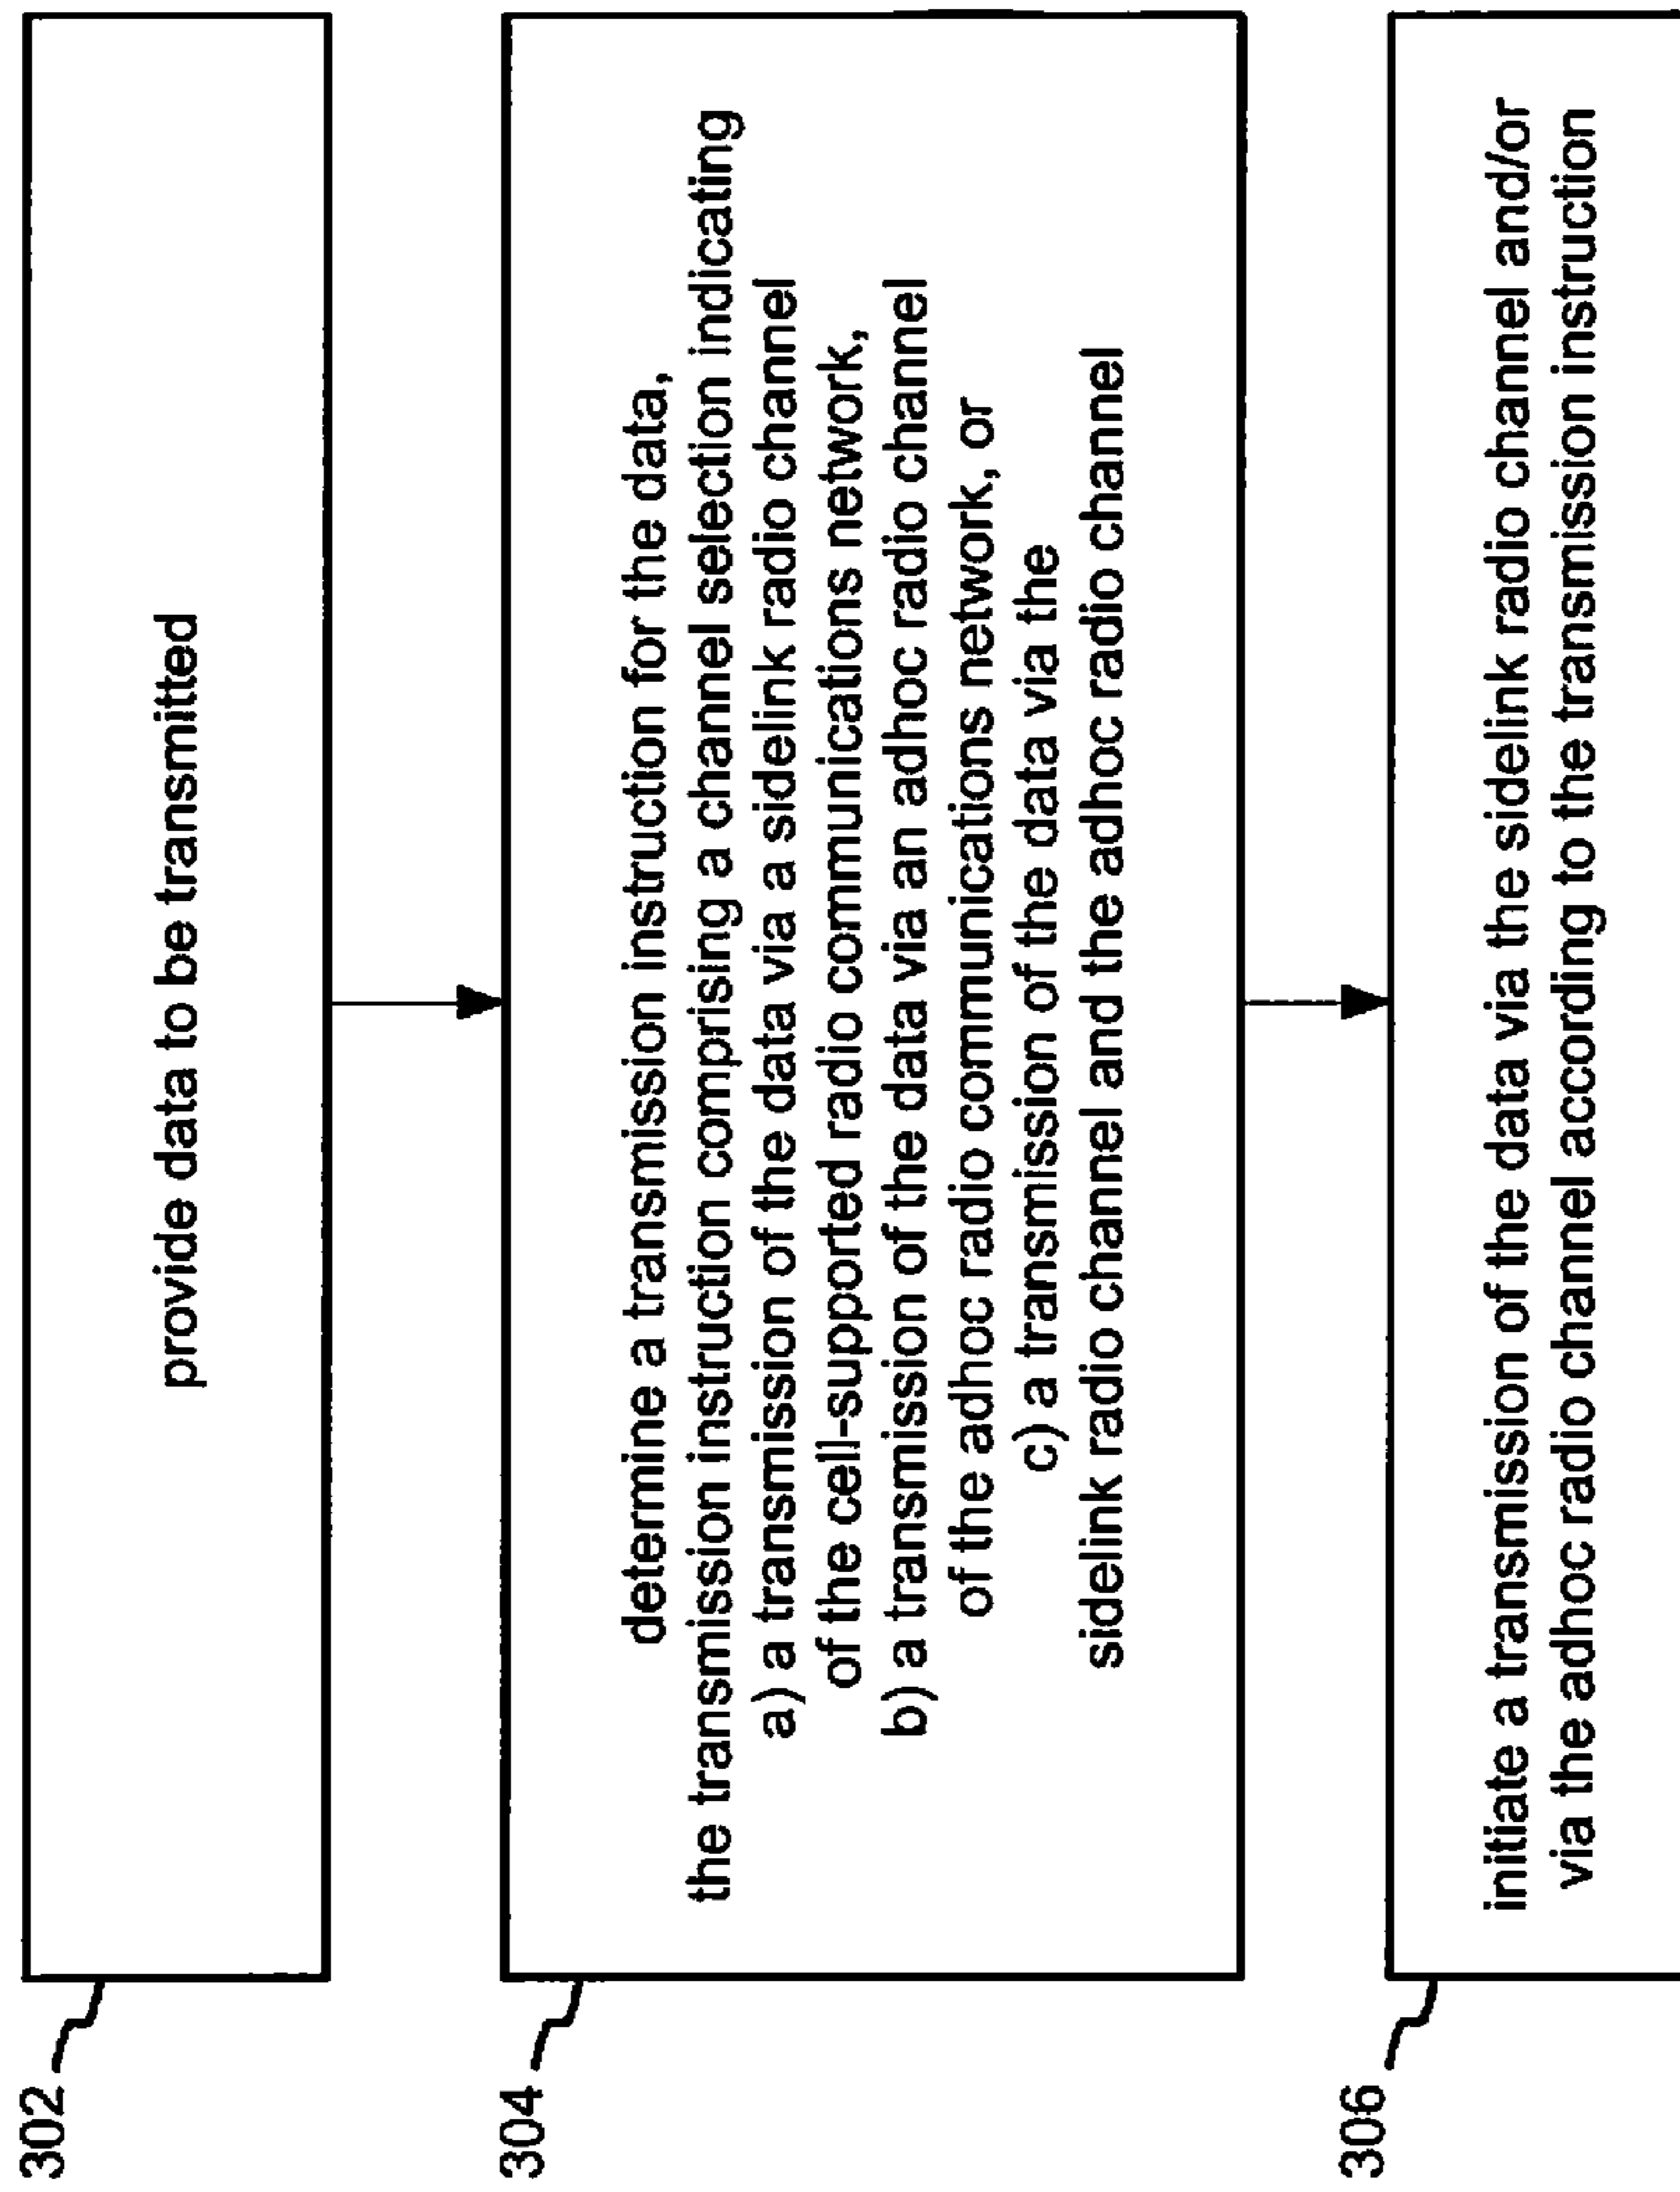 302
provide data to be transmitted
304
determine a transmission instruction for the data,
the transmission instruction comprising a channel selection indicating
a) a transmission of the data via a sidelink radio channel
of the cell-supported radio communications network,
b) a transmission of the data via an adhoc radio channel
of the adhoc radio communications network, or
c) a transmission of the data via the
sidelink radio channel and the adhoc radio channel
306
initiate a transmission of the data via the sidelink radio channel and/or
via the adhoc radio channel according to the transmission instruction